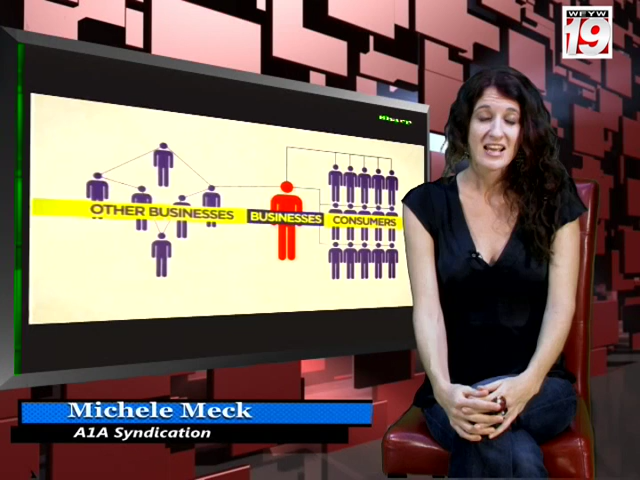 WFYW
19
OTHER BUSINESSES
BUSINESSES
CONSUMERS
Michele Meck
A1A Syndication